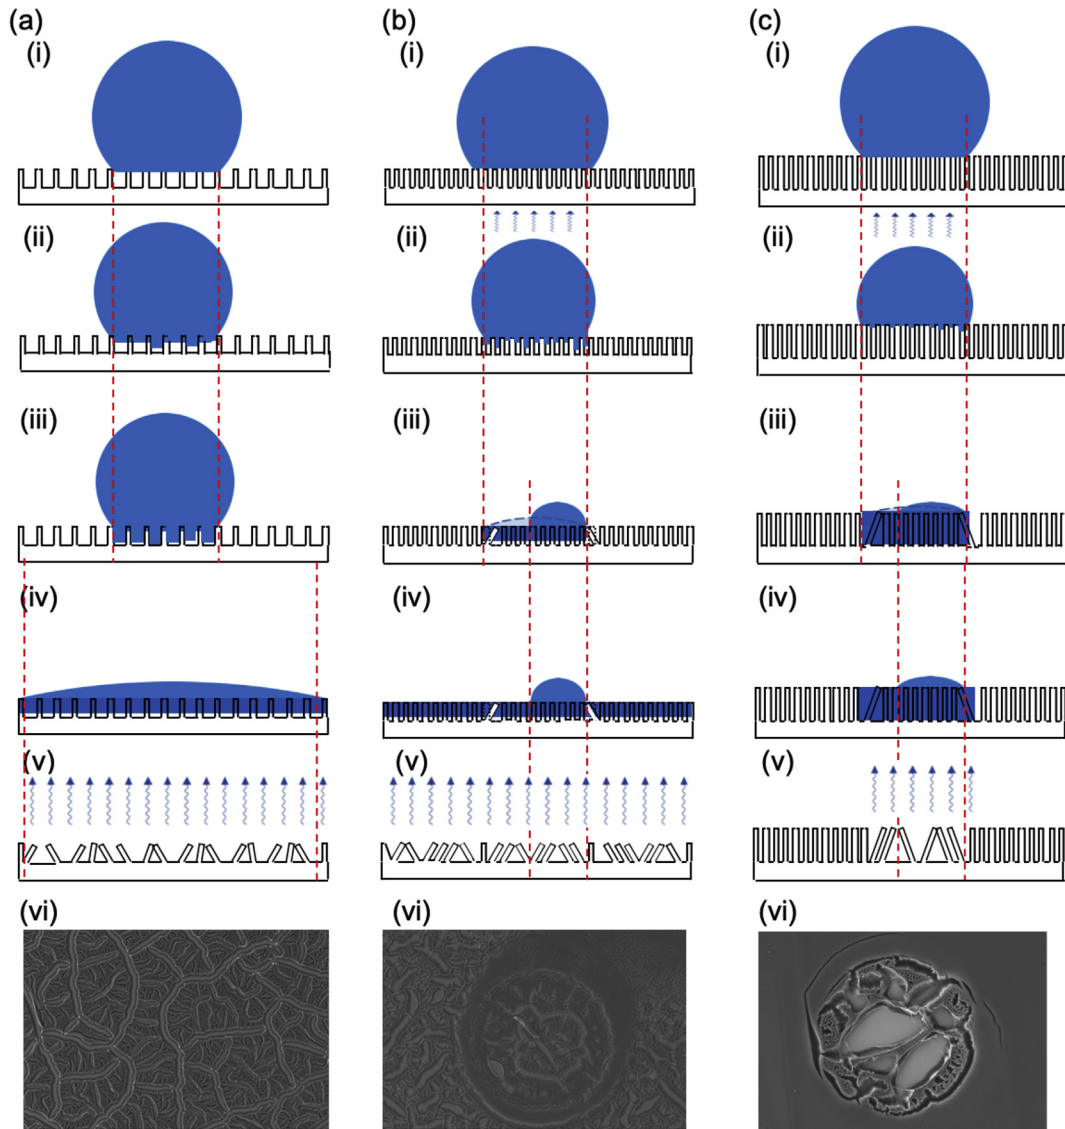 (a) (b) (c)
(i) (i) (i)
(ii) (ii) (ii)
(iii) (iii) (iii)
(iv) (iv) (iv)
(v) (v) (v)
(vi) (vi) (vi)